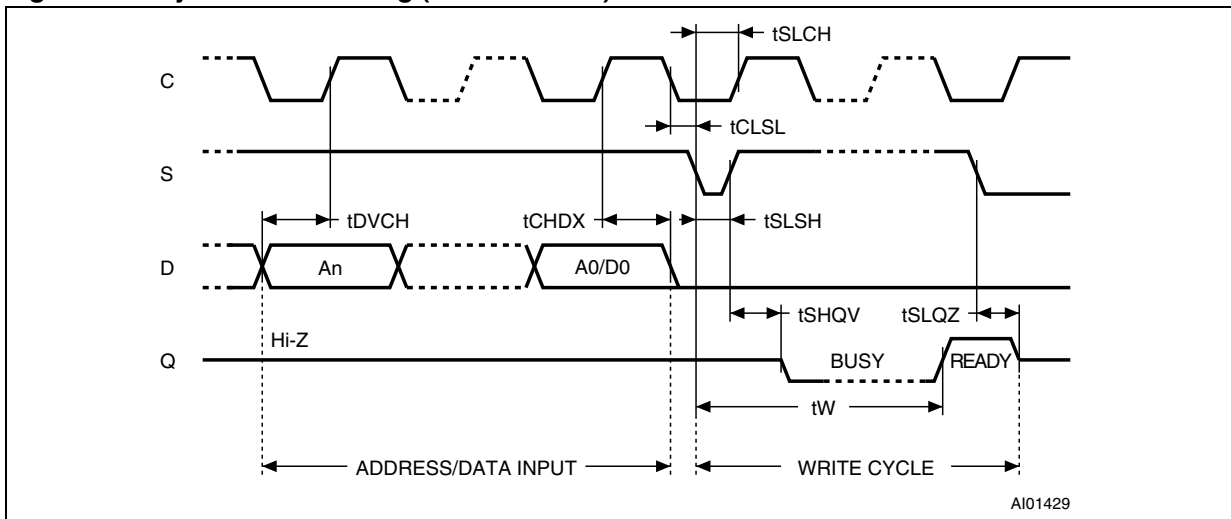 tSLCH
C
tCLSL
S
tDVCH
tCHDX
tSLSH
D
An
A0/D0
tSHQV
tSLQZ
Hi-Z
Q
BUSY
READY
tW
ADDRESS/DATA INPUT
WRITE CYCLE
AI01429